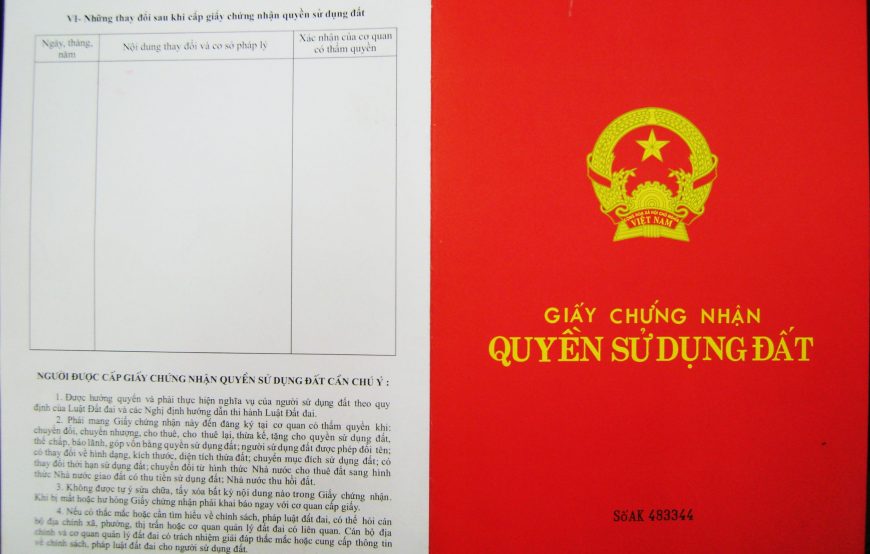 VI- Những thay đổi sau khi cấp giấy chứng nhận quyền sử dụng đất
Ngày, tháng, năm
Nội dung thay đổi và cơ sở pháp lý
Xác nhận của cơ quan có thẩm quyền
NGƯỜI ĐƯỢC CẤP GIẤY CHỨNG NHẬN QUYỀN SỬ DỤNG ĐẤT CẦN CHÚ Ý :
1. Được hưởng quyền và phải thực hiện nghĩa vụ của người sử dụng đất theo quy
định của Luật Đất đai và các Nghị định hướng dẫn thi hành Luật Đất đai.
2. Phải mang Giấy chứng nhận này đến đăng ký tại cơ quan có thẩm quyền khi:
chuyển đổi, chuyển nhượng, cho thuê, cho thuê lại, thừa kế, tặng cho quyền sử dụng đất,
thế chấp, bảo lãnh, góp vốn bằng quyền sử dụng đất; người sử dụng đất được phép đổi tên;
có thay đổi về hình dạng, kích thước, diện tích thửa đất; chuyển mục đích sử dụng đất; có
thay đổi thời hạn sử dụng đất; chuyển đổi từ hình thức Nhà nước cho thuê đất sang hình
thức Nhà nước giao đất có thu tiền sử dụng đất; Nhà nước thu hồi đất.
3. Không được tự ý sửa chữa, tẩy xóa bất kỳ nội dung nào trong Giấy chứng nhận.
Khi bị mất hoặc hư hỏng Giấy chứng nhận phải khai báo ngay với cơ quan cấp giấy.
4. Nếu có thắc mắc hoặc cần tìm hiểu về chính sách, pháp luật đất đai, có thể hỏi cán
bộ địa chính xã, phường, thị trấn hoặc cơ quan quản lý đất đai có liên quan. Cán bộ địa
chính và cơ quan quản lý đất đai có trách nhiệm giải đáp thắc mắc hoặc cung cấp thông tin
về chính sách, pháp luật đất đai cho người sử dụng đất.
CỘNG HÒA XÃ HỘI CHỦ NGHĨA
VIỆT NAM
GIẤY CHỨNG NHẬN
QUYỀN SỬ DỤNG ĐẤT
Số AK 483344